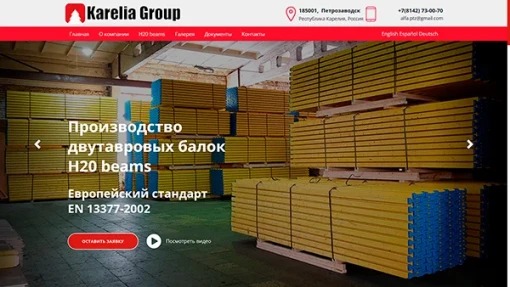 Karelia Group
185001, Петрозаводск
Республика Карелия, Россия
+7(8142) 73-00-70
alfa.ptz@gmail.com
Главная О компании H20 beams Галерея Документы Контакты
English Español Deutsch
Производство
двутавровых балок
H20 beams
Европейский стандарт
EN 13377-2002
ОСТАВИТЬ ЗАЯВКУ
Посмотреть видео